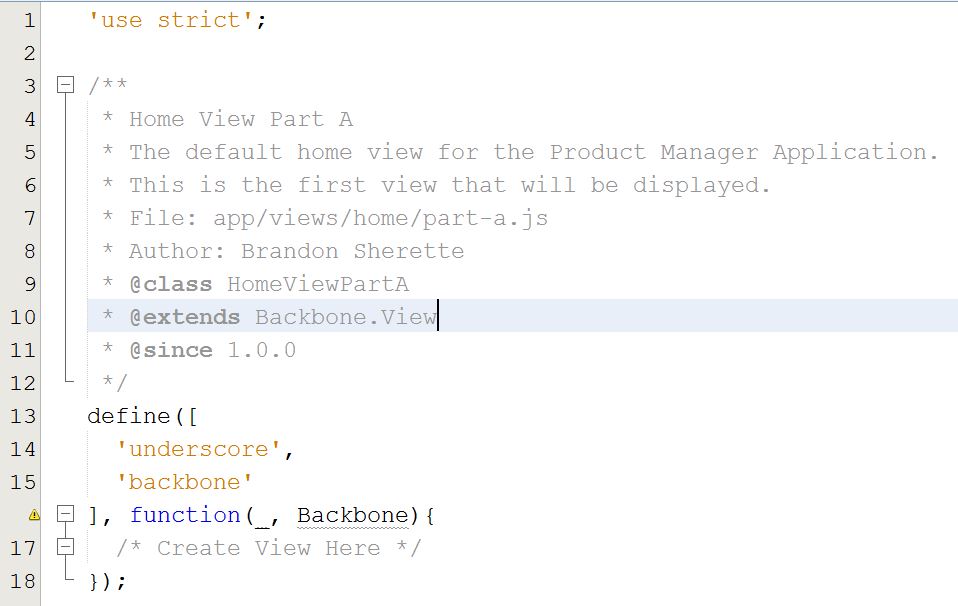 1 'use strict';
2
3 /**
4 * Home View Part A
5 * The default home view for the Product Manager Application.
6 * This is the first view that will be displayed.
7 * File: app/views/home/part-a.js
8 * Author: Brandon Sherette
9 * @class HomeViewPartA
10 * @extends Backbone.View
11 * @since 1.0.0
12 */
13 define([
14 'underscore',
15 'backbone'
], function(_, Backbone){
17 /* Create View Here */
18 });